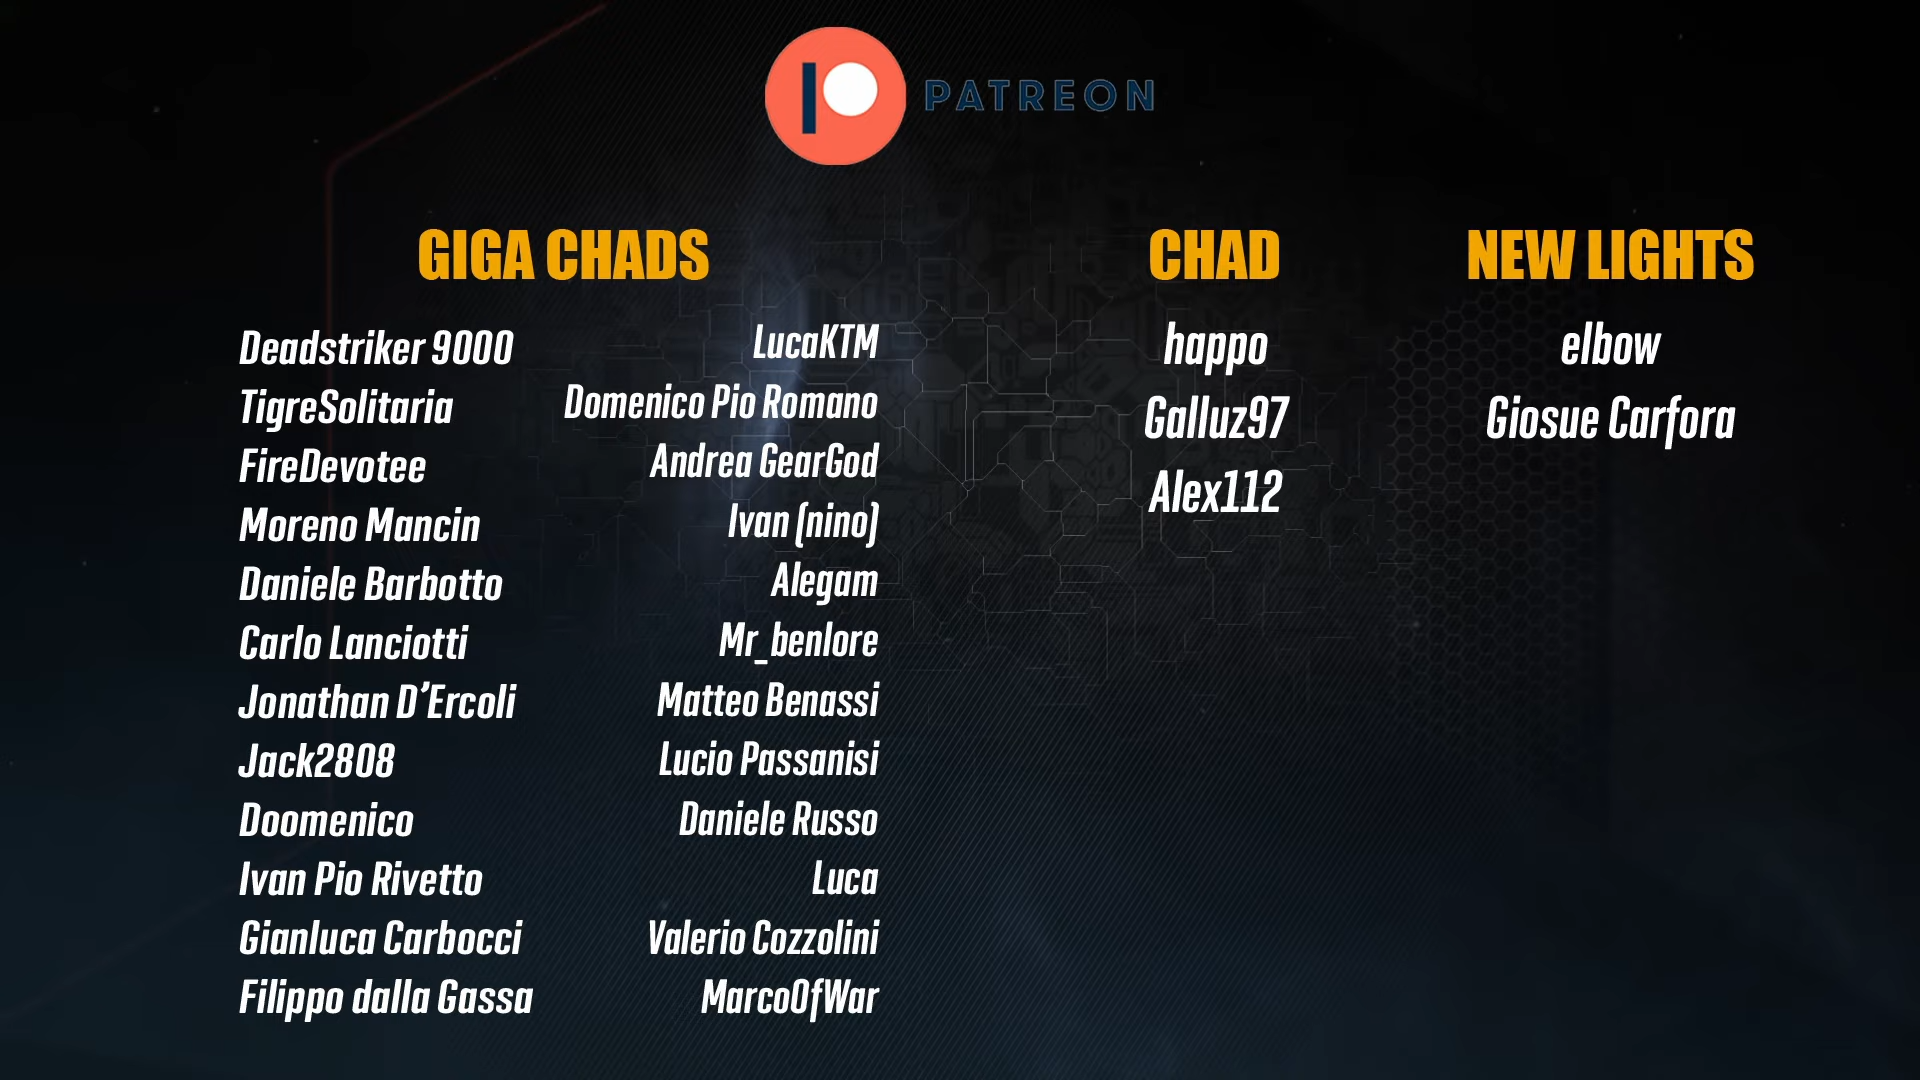 PATREON
GIGA CHADS
Deadstriker 9000
TigreSolitaria
FireDevotee
Moreno Mancin
Daniele Barbotto
Carlo Lanciotti
Jonathan D'Ercoli
Jack2808
Doomenico
Ivan Pio Rivetto
Gianluca Carbocci
Filippo dalla Gassa
LucaKTM
Domenico Pio Romano
Andrea GearGod
Ivan (nino)
Alegam
Mr_benlore
Matteo Benassi
Lucio Passanisi
Daniele Russo
Luca
Valerio Cozzolini
MarcoOfWar
CHAD
happo
Galluz97
Alex112
NEW LIGHTS
elbow
Giosue Carfora